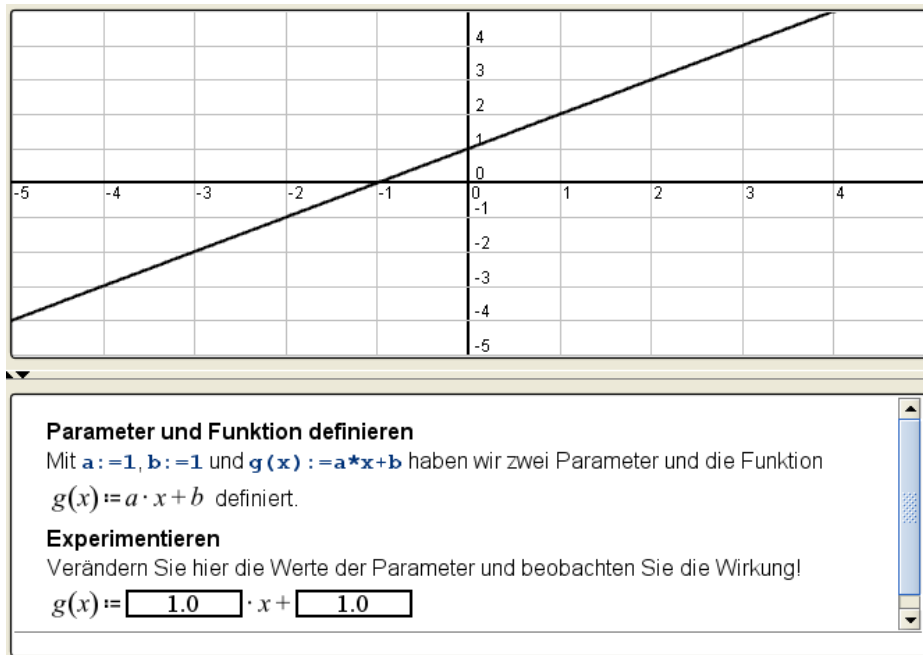 4
3
2
1
0
-5 -4 -3 -2 -1 0 1 2 3 4
-1
-2
-3
-4
-5
Parameter und Funktion definieren
Mit a:=1, b:=1 und g(x):=a*x+b haben wir zwei Parameter und die Funktion
g(x):=a·x+b definiert.
Experimentieren
Verändern Sie hier die Werte der Parameter und beobachten Sie die Wirkung!
g(x):= 1.0 ·x+ 1.0